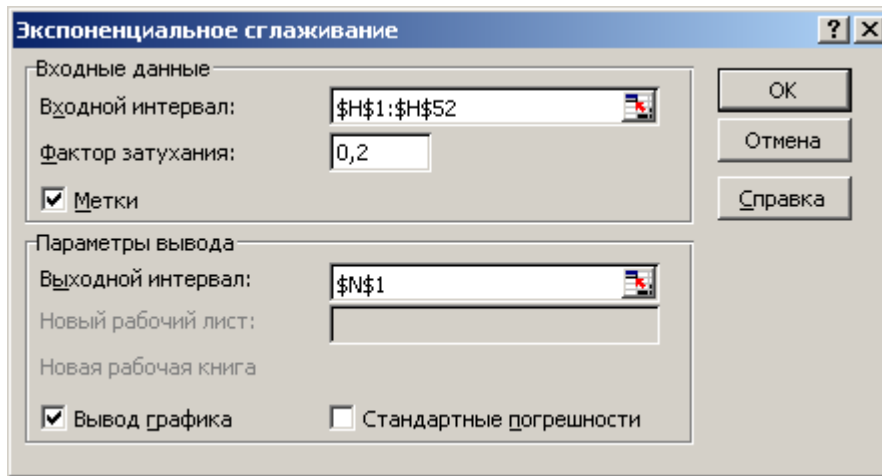 Экспоненциальное сглаживание
Входные данные
Входной интервал: $H$1:$H$52
Фактор затухания: 0,2
Метки
Параметры вывода
Выходной интервал: $N$1
Новый рабочий лист:
Новая рабочая книга
Вывод графика Стандартные погрешности
OK
Отмена
Справка